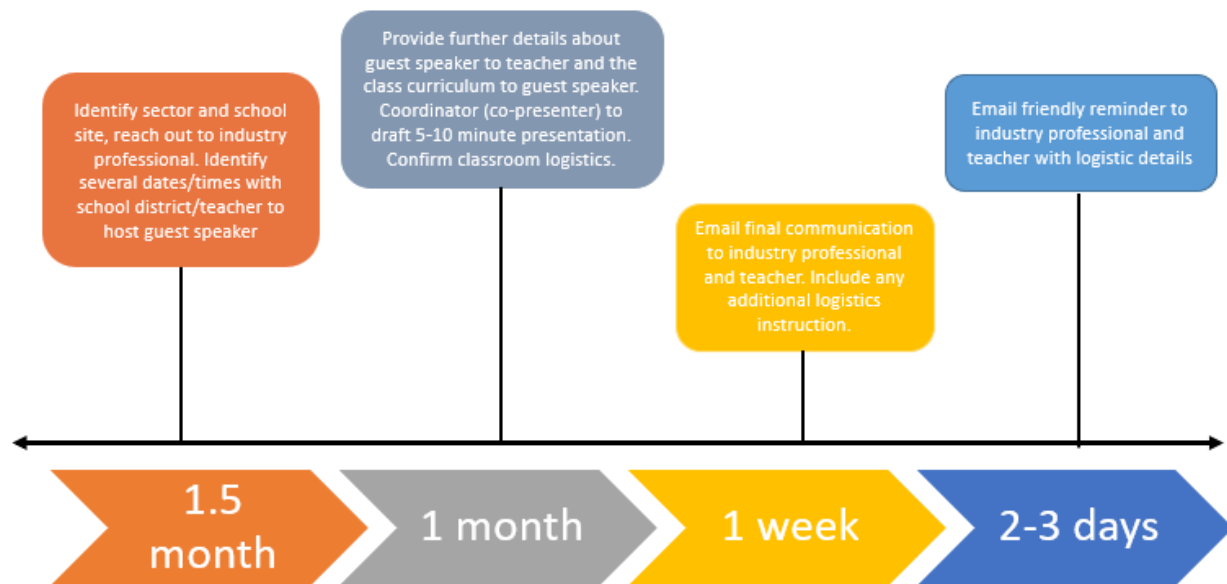 Identify sector and school
site, reach out to industry
professional. Identify
several dates/times with
school district/teacher to
host guest speaker
Provide further details about
guest speaker to teacher and the
class curriculum to guest speaker.
Coordinator (co-presenter) to
draft 5-10 minute presentation.
Confirm classroom logistics.
Email final communication
to industry professional
and teacher. Include any
additional logistics
instruction.
Email friendly reminder to
industry professional and
teacher with logistic details
1.5
month
1 month
1 week
2-3 days